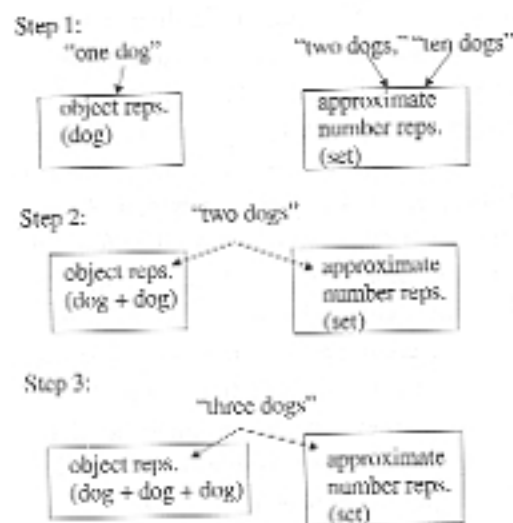 Step 1:
“one dog”
“two dogs,” “ten dogs”
object reps.
(dog)
approximate
number reps.
(set)
Step 2:
“two dogs”
object reps.
(dog + dog)
approximate
number reps.
(set)
Step 3:
“three dogs”
object reps.
(dog + dog + dog)
approximate
number reps.
(set)